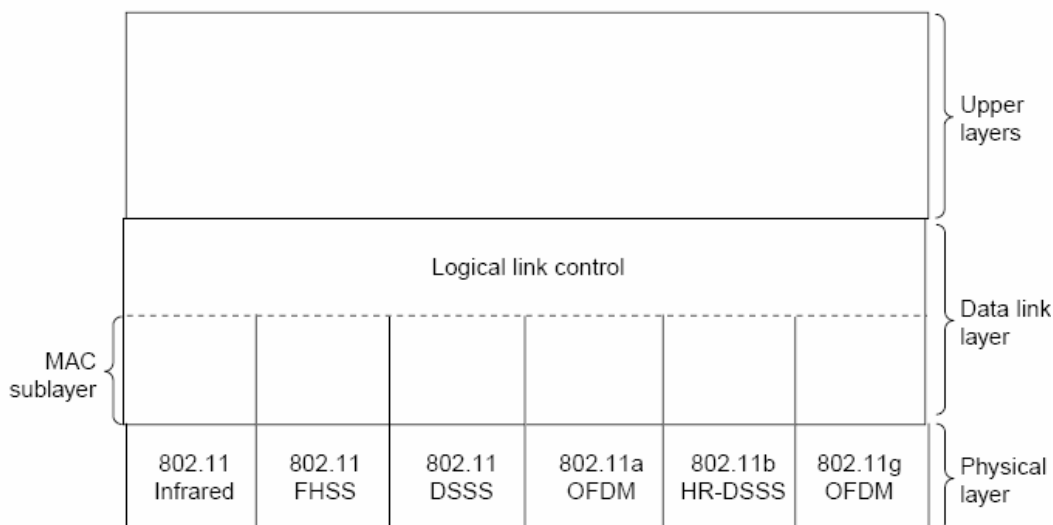 Upper
layers
Logical link control
Data link
layer
MAC
sublayer
802.11
Infrared
802.11
FHSS
802.11
DSSS
802.11a
OFDM
802.11b
HR-DSSS
802.11g
OFDM
Physical
layer